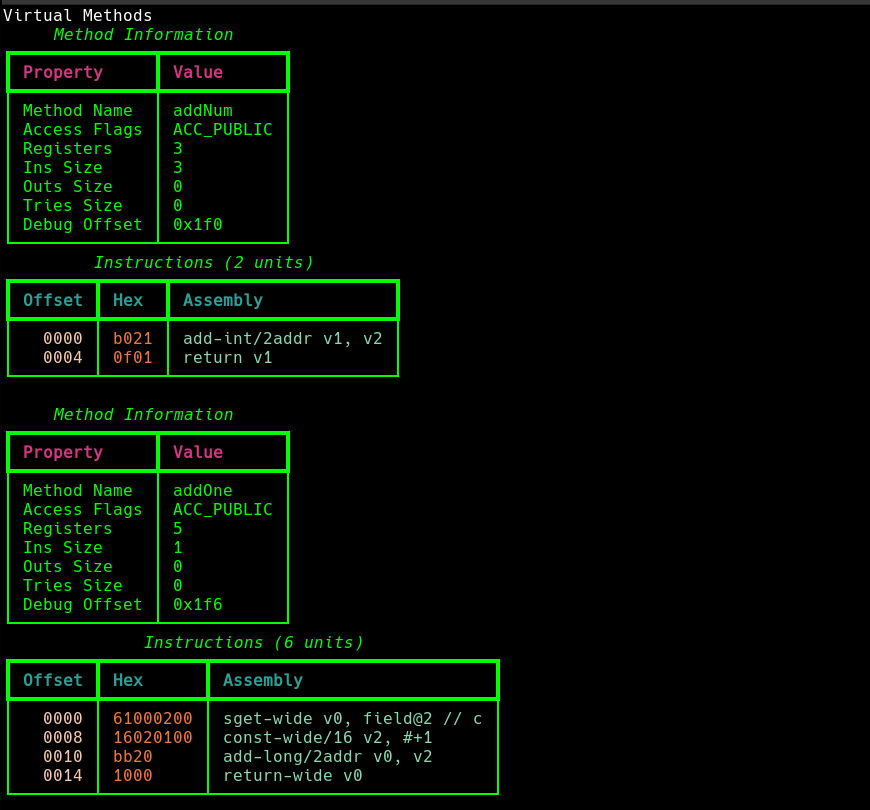 Virtual Methods
Method Information
Property Value
Method Name addNum
Access Flags ACC_PUBLIC
Registers 3
Ins Size 3
Outs Size 0
Tries Size 0
Debug Offset 0x1f0
Instructions (2 units)
Offset Hex Assembly
0000 b021 add-int/2addr v1, v2
0004 0f01 return v1
Method Information
Property Value
Method Name addOne
Access Flags ACC_PUBLIC
Registers 5
Ins Size 1
Outs Size 0
Tries Size 0
Debug Offset 0x1f6
Instructions (6 units)
Offset Hex Assembly
0000 61000200 sget-wide v0, field@2 // c
0008 16020100 const-wide/16 v2, #+1
0010 bb20 add-long/2addr v0, v2
0014 1000 return-wide v0